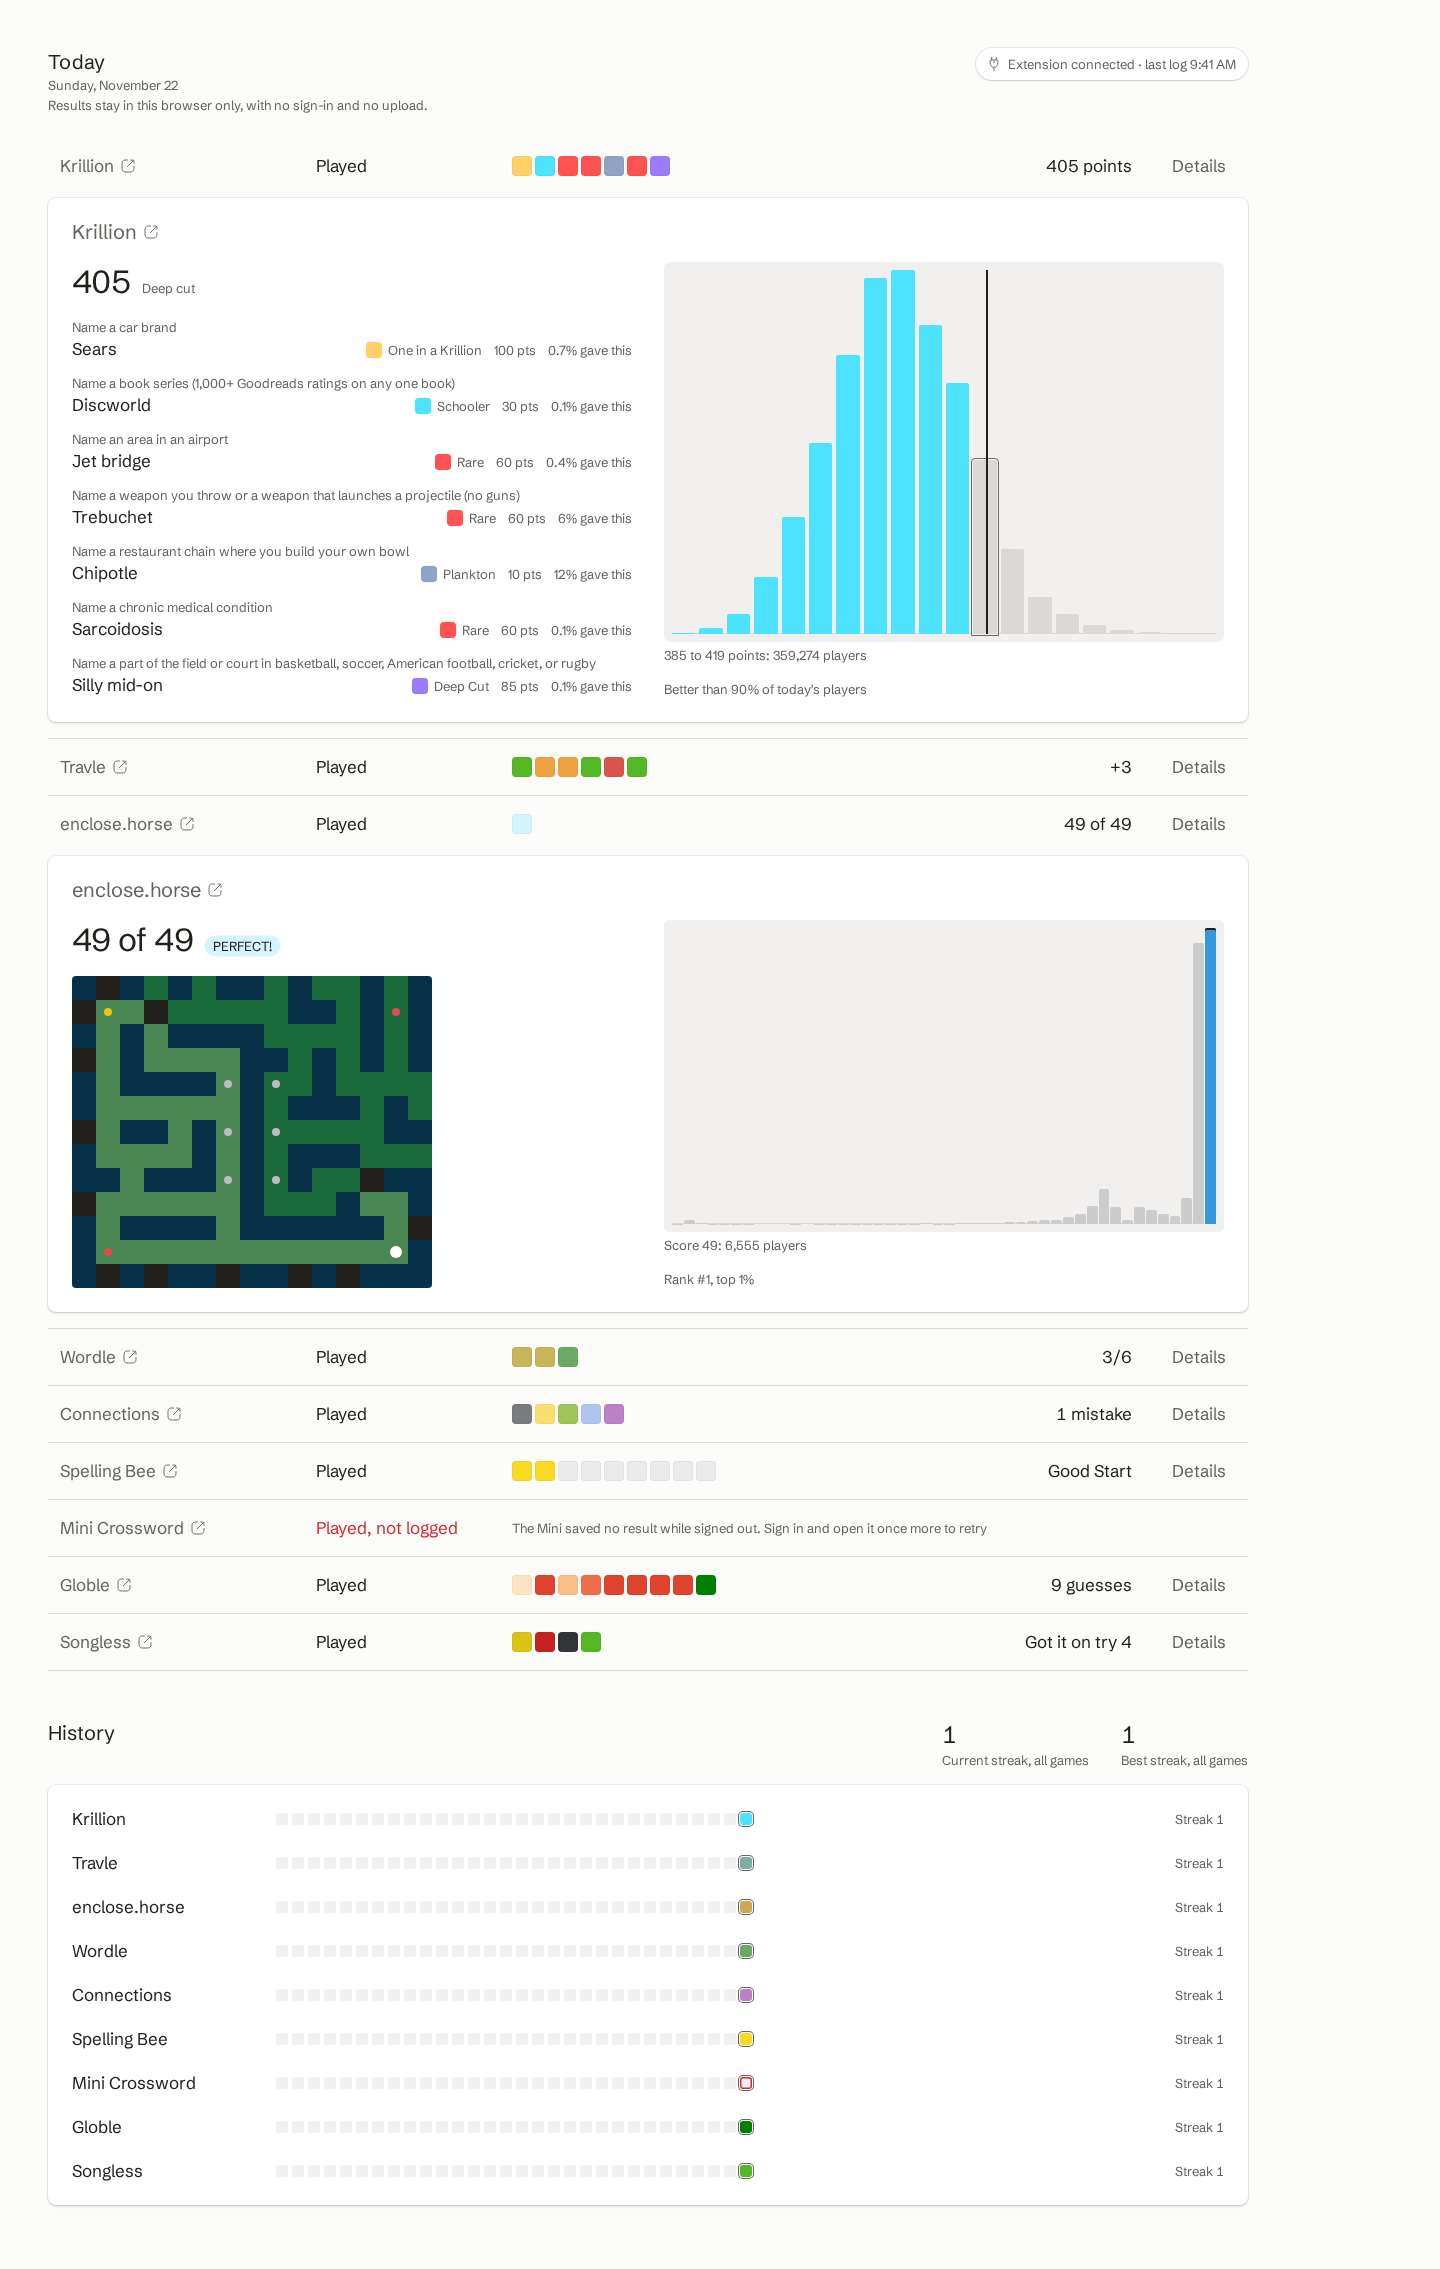 Today
Sunday, November 22
Results stay in this browser only, with no sign-in and no upload.
Extension connected · last log 9:41 AM
Krillion Played 405 points Details
Krillion
405 Deep cut
Name a car brand
Sears One in a Krillion 100 pts 0.7% gave this
Name a book series (1,000+ Goodreads ratings on any one book)
Discworld Schooler 30 pts 0.1% gave this
Name an area in an airport
Jet bridge Rare 60 pts 0.4% gave this
Name a weapon you throw or a weapon that launches a projectile (no guns)
Trebuchet Rare 60 pts 6% gave this
Name a restaurant chain where you build your own bowl
Chipotle Plankton 10 pts 12% gave this
Name a chronic medical condition
Sarcoidosis Rare 60 pts 0.1% gave this
Name a part of the field or court in basketball, soccer, American football, cricket, or rugby
Silly mid-on Deep Cut 85 pts 0.1% gave this
385 to 419 points: 359,274 players
Better than 90% of today's players
Travle Played +3 Details
enclose.horse Played 49 of 49 Details
enclose.horse
49 of 49 PERFECT!
Score 49: 6,555 players
Rank #1, top 1%
Wordle Played 3/6 Details
Connections Played 1 mistake Details
Spelling Bee Played Good Start Details
Mini Crossword Played, not logged The Mini saved no result while signed out. Sign in and open it once more to retry
Globle Played 9 guesses Details
Songless Played Got it on try 4 Details
History
1
Current streak, all games
1
Best streak, all games
Krillion Streak 1
Travle Streak 1
enclose.horse Streak 1
Wordle Streak 1
Connections Streak 1
Spelling Bee Streak 1
Mini Crossword Streak 1
Globle Streak 1
Songless Streak 1